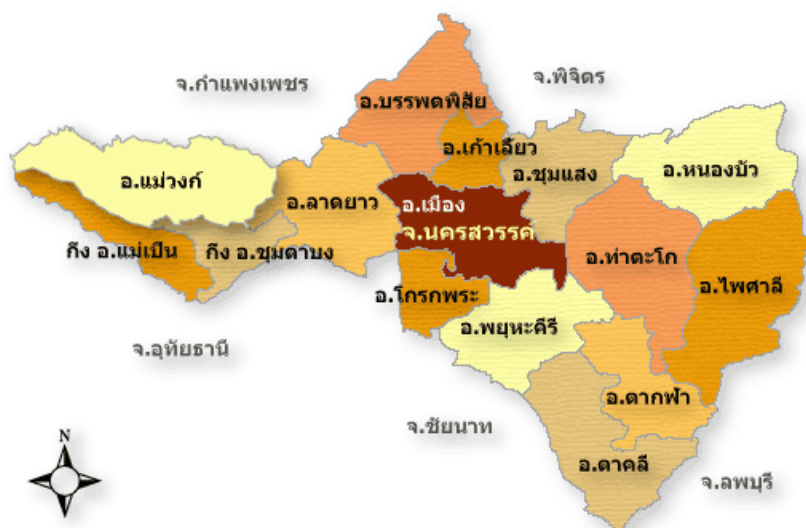 จ.กำแพงเพชร
จ.พิจิตร
อ.บรรพตพิสัย
อ.เก้าเลี้ยว
อ.ชุมแสง
อ.หนองบัว
อ.แม่วงก์
อ.ลาดยาว
อ.เมือง
จ.นครสวรรค์
กิ่ง อ.แม่เปิน
กิ่ง อ.ชุมตาบง
อ.ท่าตะโก
อ.ไพศาลี
อ.โกรกพระ
อ.พยุหะคีรี
จ.อุทัยธานี
อ.ตากฟ้า
จ.ชัยนาท
อ.ตาคลี
จ.ลพบุรี
N